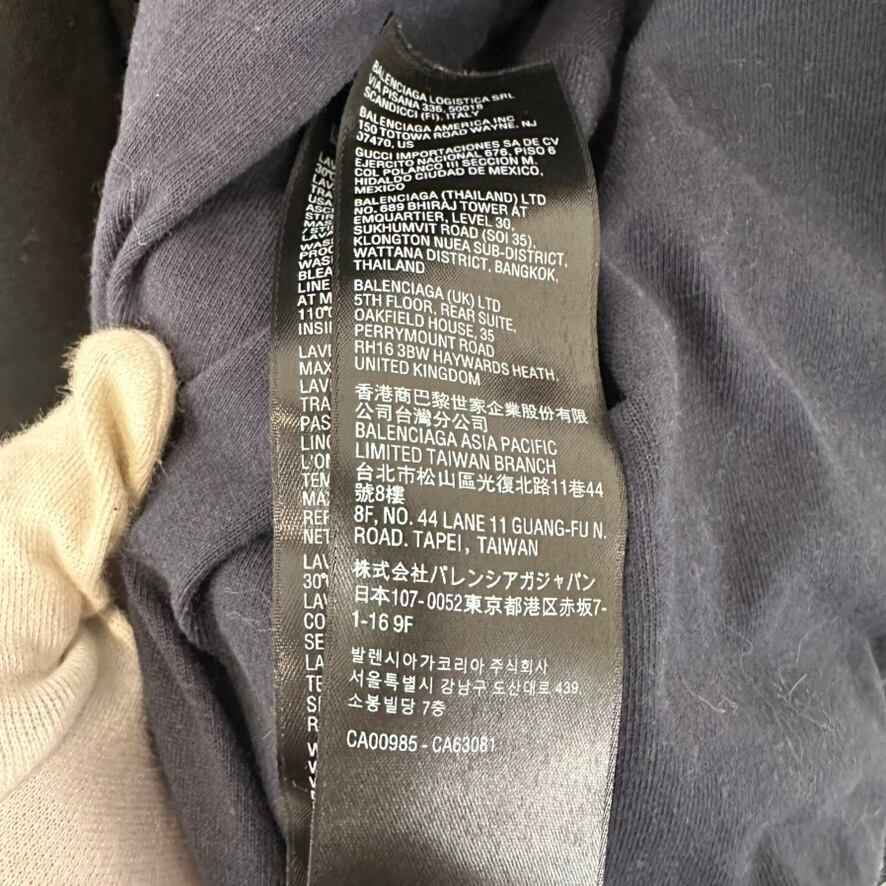 BALENCIAGA LOGISTICA SRL
VIA PISANA 336, 50018
SCANDICCI (FI), ITALY
BALENCIAGA AMERICA INC
150 TOTOWA ROAD WAYNE, NJ
07470, US
GUCCI IMPORTACIONES SA DE CV
EJERCITO NACIONAL 676, PISO 6
COL POLANCO III SECCION M.
HIDALGO CIUDAD DE MEXICO,
MEXICO
BALENCIAGA (THAILAND) LTD
NO. 689 BHIRAJ TOWER AT
EMQUARTIER, LEVEL 30,
SUKHUMVIT ROAD (SOI 35),
KLONGTON NUEA SUB-DISTRICT,
WATTANA DISTRICT, BANGKOK,
THAILAND
BALENCIAGA (UK) LTD
5TH FLOOR, REAR SUITE,
OAKFIELD HOUSE, 35
PERRYMOUNT ROAD
RH16 3BW HAYWARDS HEATH,
UNITED KINGDOM
香港商巴黎世家企業股份有限
公司台灣分公司
BALENCIAGA ASIA PACIFIC
LIMITED TAIWAN BRANCH
台北市松山區光復北路11巷44
號8樓
8F, NO. 44 LANE 11 GUANG-FU N.
ROAD. TAPEI, TAIWAN
株式会社バレンシアガジャパン
日本107-0052東京都港区赤坂7-
1-16 9F
발렌시아가코리아 주식회사
서울특별시 강남구 도산대로 439
소봉빌딩 7층
CA00985 - CA63081